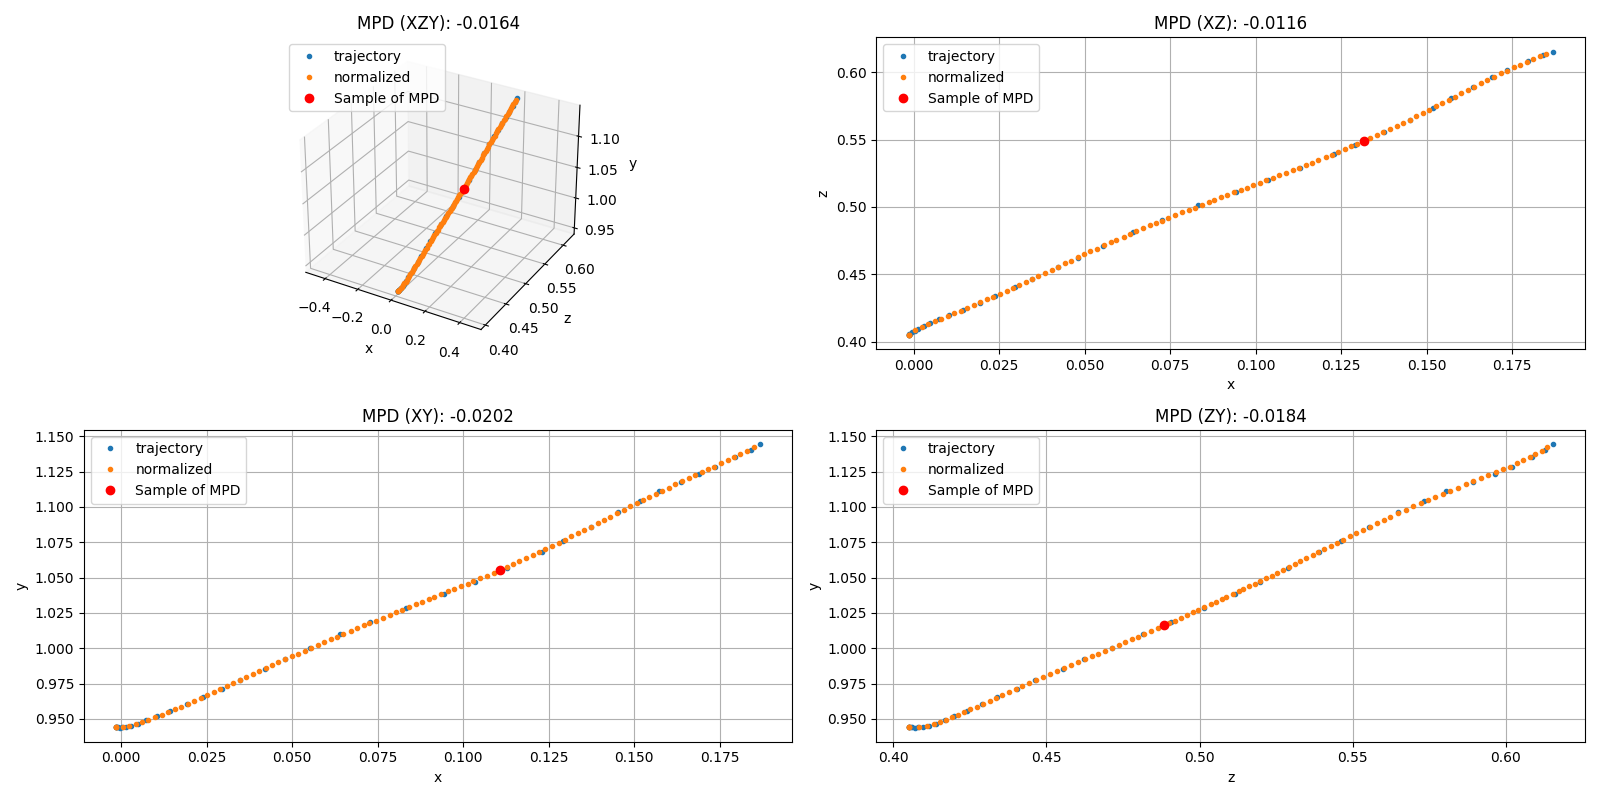 MPD (XZY): -0.0164
trajectory
normalized
Sample of MPD
1.10
1.05
1.00
0.95
y
0.60
0.55
0.50
0.45
0.40
z
−0.4
−0.2
0.0
0.2
0.4
x
MPD (XZ): -0.0116
trajectory
normalized
Sample of MPD
0.60
0.55
0.50
0.45
0.40
z
0.000
0.025
0.050
0.075
0.100
0.125
0.150
0.175
x
MPD (XY): -0.0202
trajectory
normalized
Sample of MPD
1.150
1.125
1.100
1.075
1.050
1.025
1.000
0.975
0.950
y
0.000
0.025
0.050
0.075
0.100
0.125
0.150
0.175
x
MPD (ZY): -0.0184
trajectory
normalized
Sample of MPD
1.150
1.125
1.100
1.075
1.050
1.025
1.000
0.975
0.950
y
0.40
0.45
0.50
0.55
0.60
z